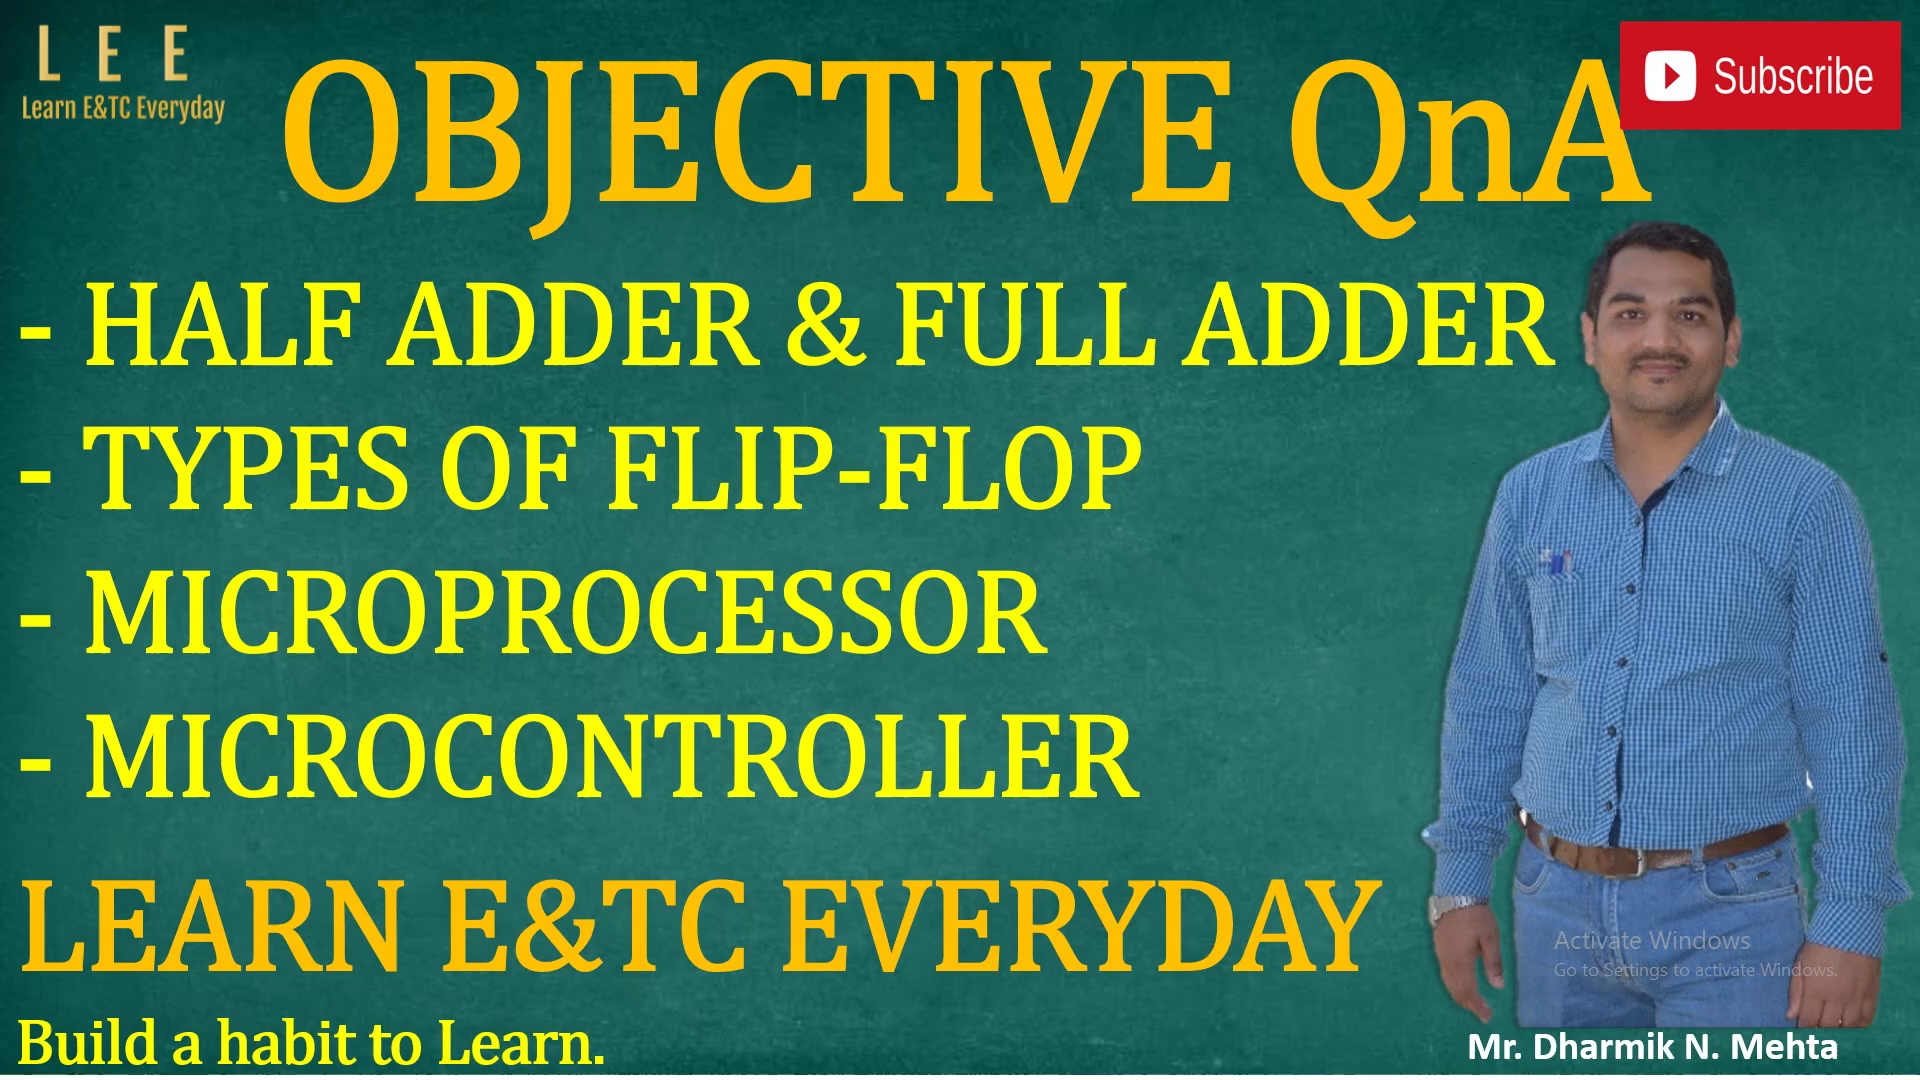 L E E
Learn E&TC Everyday
OBJECTIVE QnA
Subscribe
- HALF ADDER & FULL ADDER
- TYPES OF FLIP-FLOP
- MICROPROCESSOR
- MICROCONTROLLER
LEARN E&TC EVERYDAY
Activate Windows
Go to Settings to activate Windows.
Build a habit to Learn.
Mr. Dharmik N. Mehta